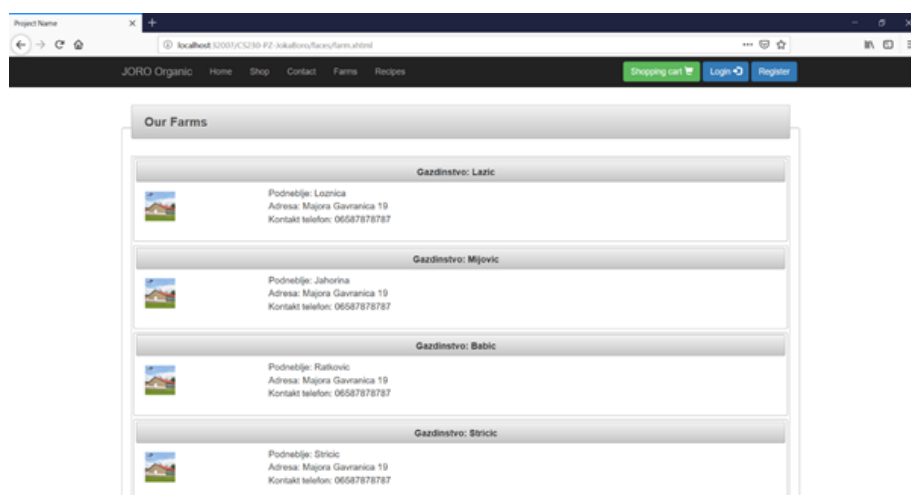 Project Name
localhost:32007/CS230-PZ-lokalfons/faces/farm.xhtml
JORO Organic Home Shop Contact Farms Recipes Shopping cart Login Register
Our Farms
Gazdinstvo: Lazic
Podneblje: Loznica
Adresa: Majora Gavranica 19
Kontakt telefon: 06587878787
Gazdinstvo: Mijovic
Podneblje: Jahorina
Adresa: Majora Gavranica 19
Kontakt telefon: 06587878787
Gazdinstvo: Babic
Podneblje: Ratkovic
Adresa: Majora Gavranica 19
Kontakt telefon: 06587878787
Gazdinstvo: Stricic
Podneblje: Stricic
Adresa: Majora Gavranica 19
Kontakt telefon: 06587878787